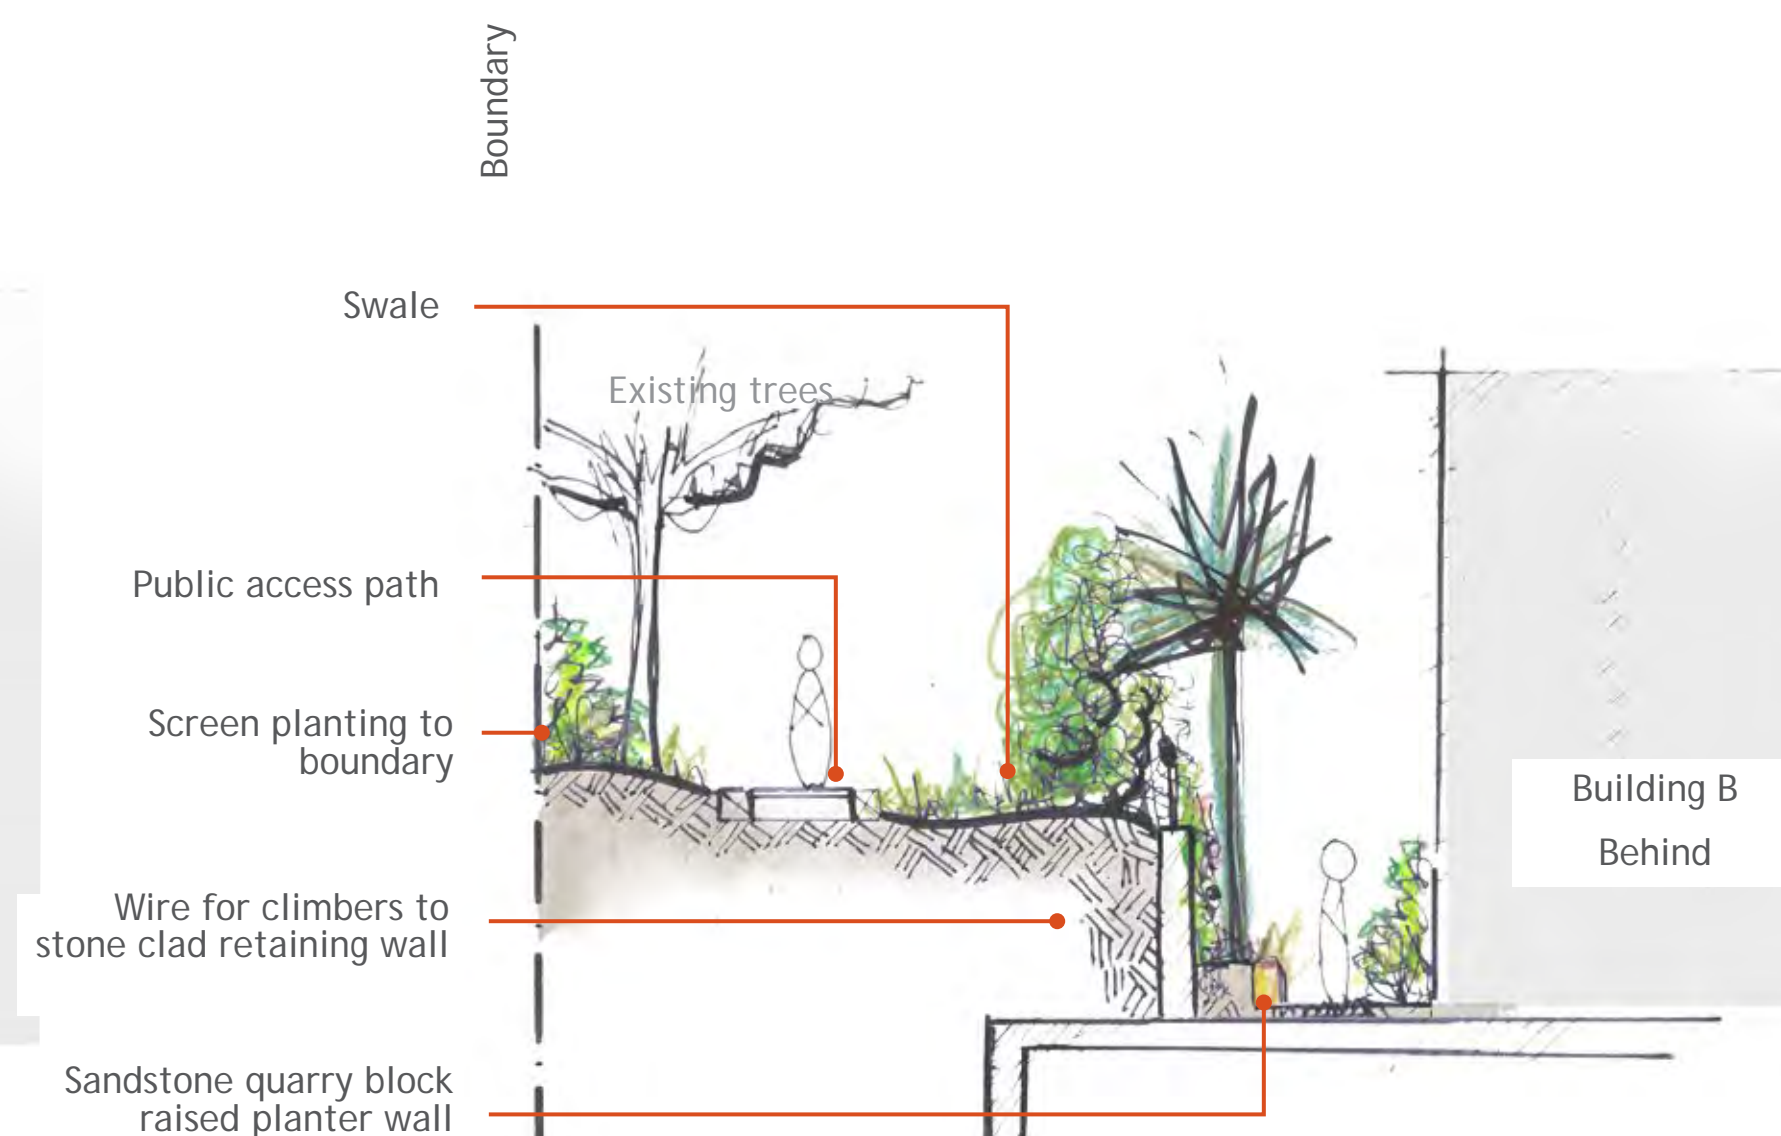 Boundary
Swale
Existing trees
Public access path
Screen planting to
boundary
Building B
Behind
Wire for climbers to
stone clad retaining wall
Sandstone quarry block
raised planter wall